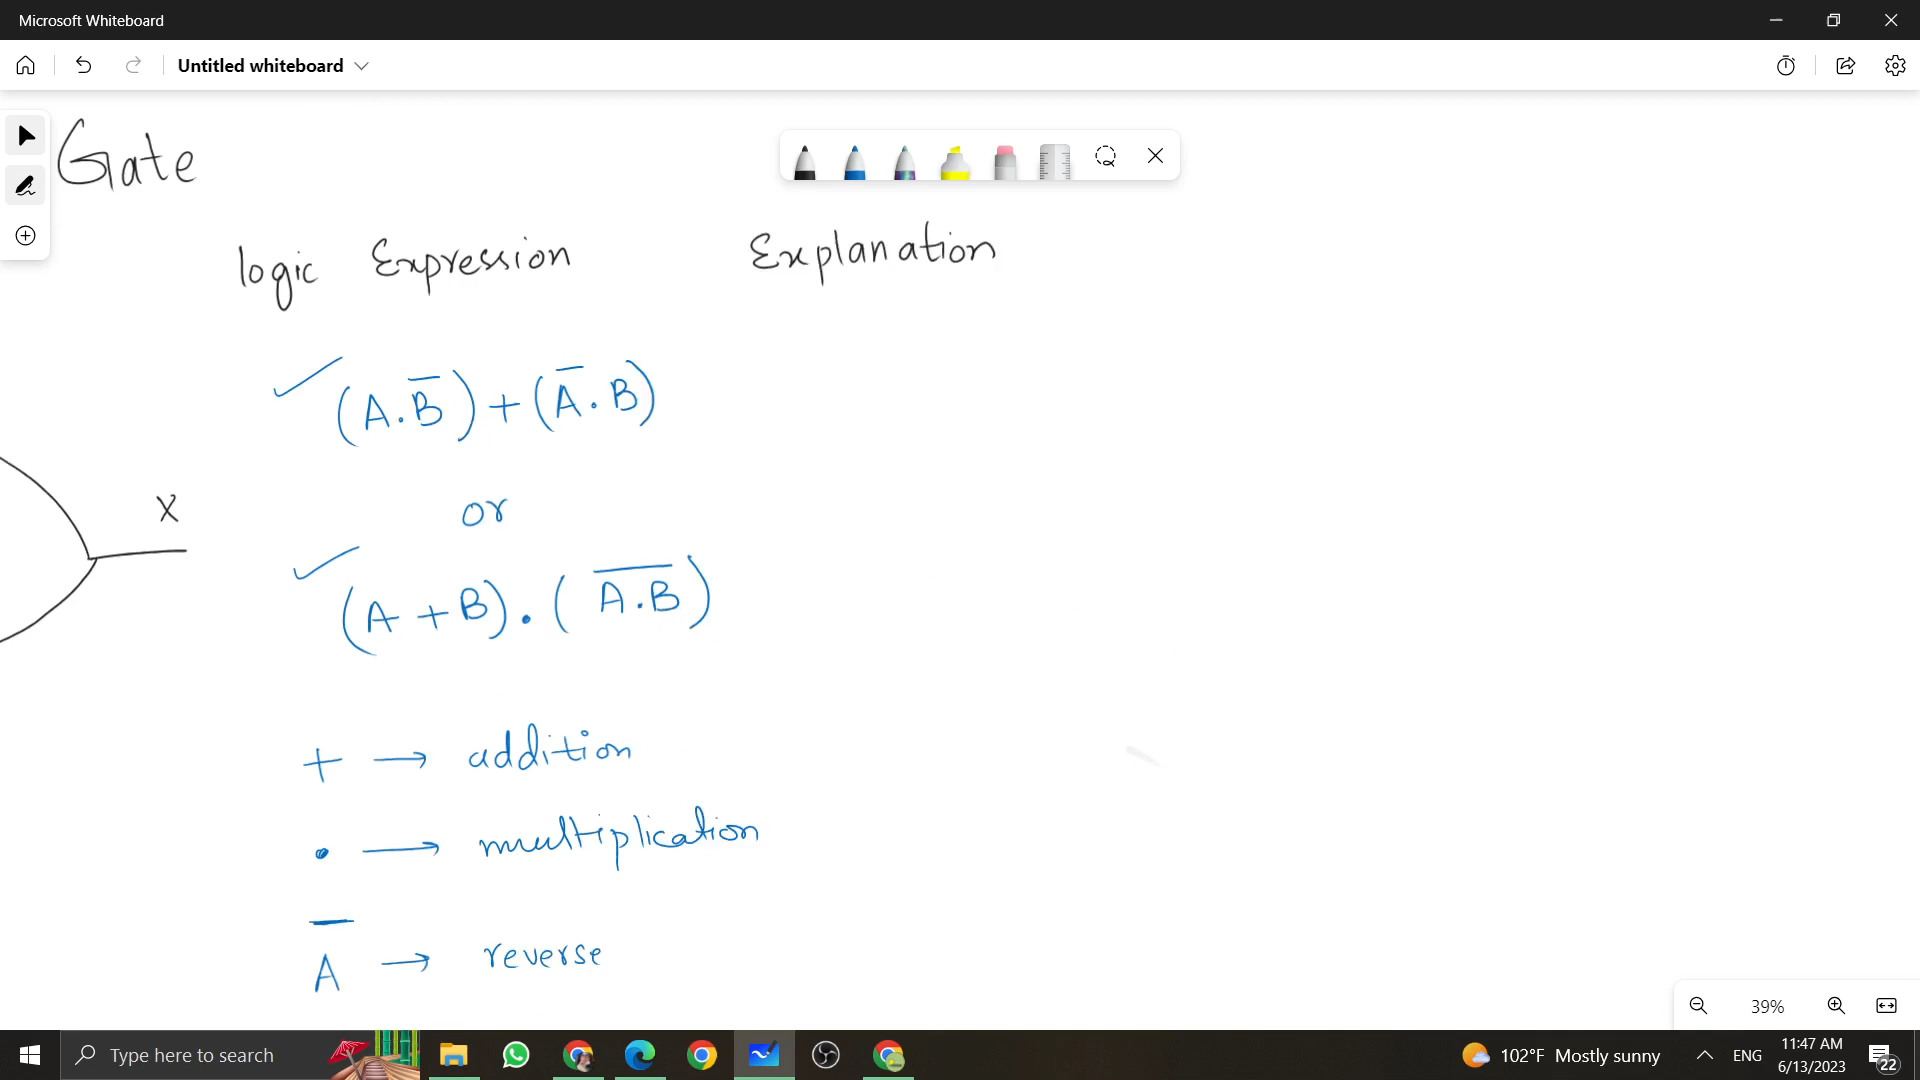 Microsoft Whiteboard
Untitled whiteboard
Gate
logic Expression Explanation
(A.B̅) + (A̅.B)
X
or
(A + B) . (A̅.̅B̅)
+ → addition
. → multiplication
A̅ → reverse
39%
Type here to search
102°F Mostly sunny
ENG
11:47 AM
6/13/2023
22